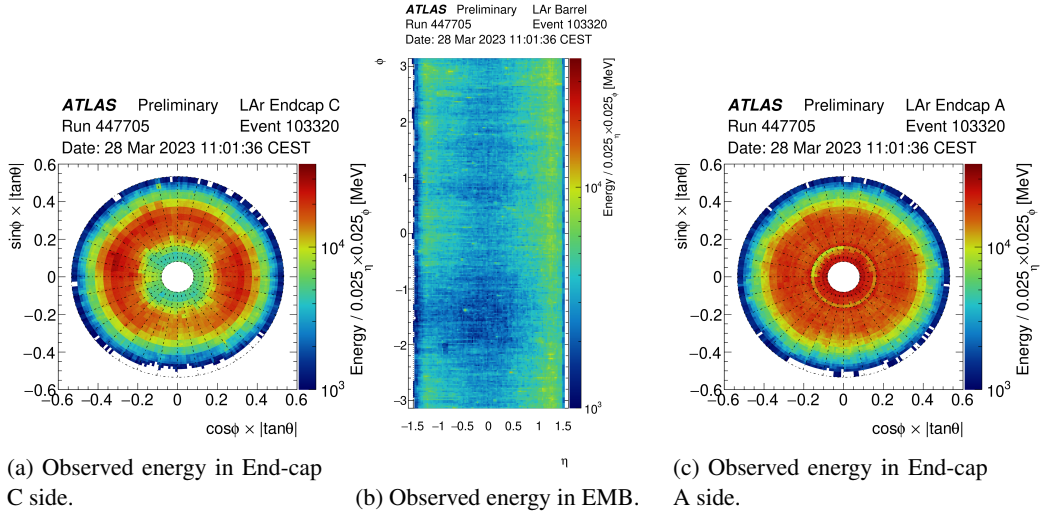 ATLAS Preliminary LAr Endcap C
Run 447705 Event 103320
Date: 28 Mar 2023 11:01:36 CEST
sinϕ × |tanθ|
0.6
0.4
0.2
0
−0.2
−0.4
−0.6
−0.6 −0.4 −0.2 0 0.2 0.4 0.6
cosϕ × |tanθ|
10⁴
10³
Energy / 0.025η×0.025ϕ [MeV]
(a) Observed energy in End-cap
C side.
ATLAS Preliminary LAr Barrel
Run 447705 Event 103320
Date: 28 Mar 2023 11:01:36 CEST
ϕ
3
2
1
0
−1
−2
−3
−1.5 −1 −0.5 0 0.5 1 1.5
η
10⁴
10³
Energy / 0.025η×0.025ϕ [MeV]
(b) Observed energy in EMB.
ATLAS Preliminary LAr Endcap A
Run 447705 Event 103320
Date: 28 Mar 2023 11:01:36 CEST
sinϕ × |tanθ|
0.6
0.4
0.2
0
−0.2
−0.4
−0.6
−0.6 −0.4 −0.2 0 0.2 0.4 0.6
cosϕ × |tanθ|
10⁴
10³
Energy / 0.025η×0.025ϕ [MeV]
(c) Observed energy in End-cap
A side.